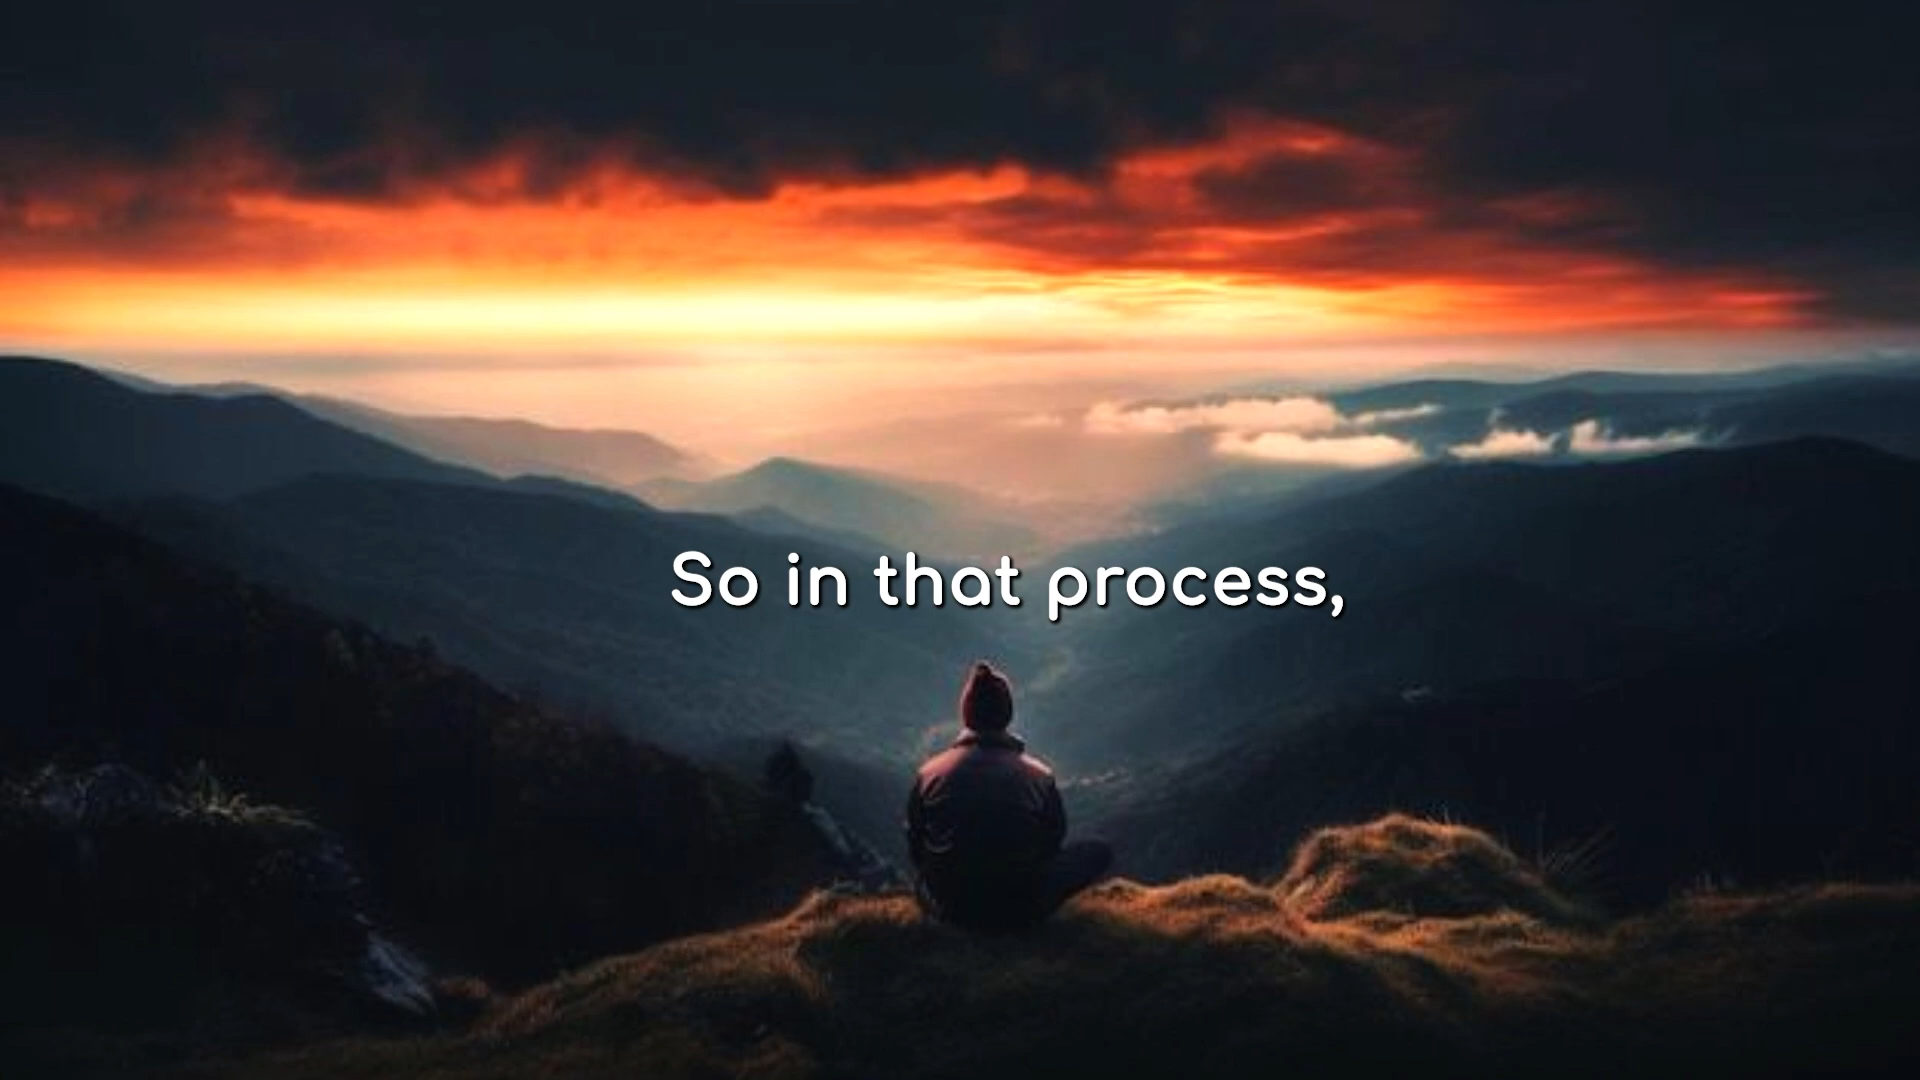 So in that process,